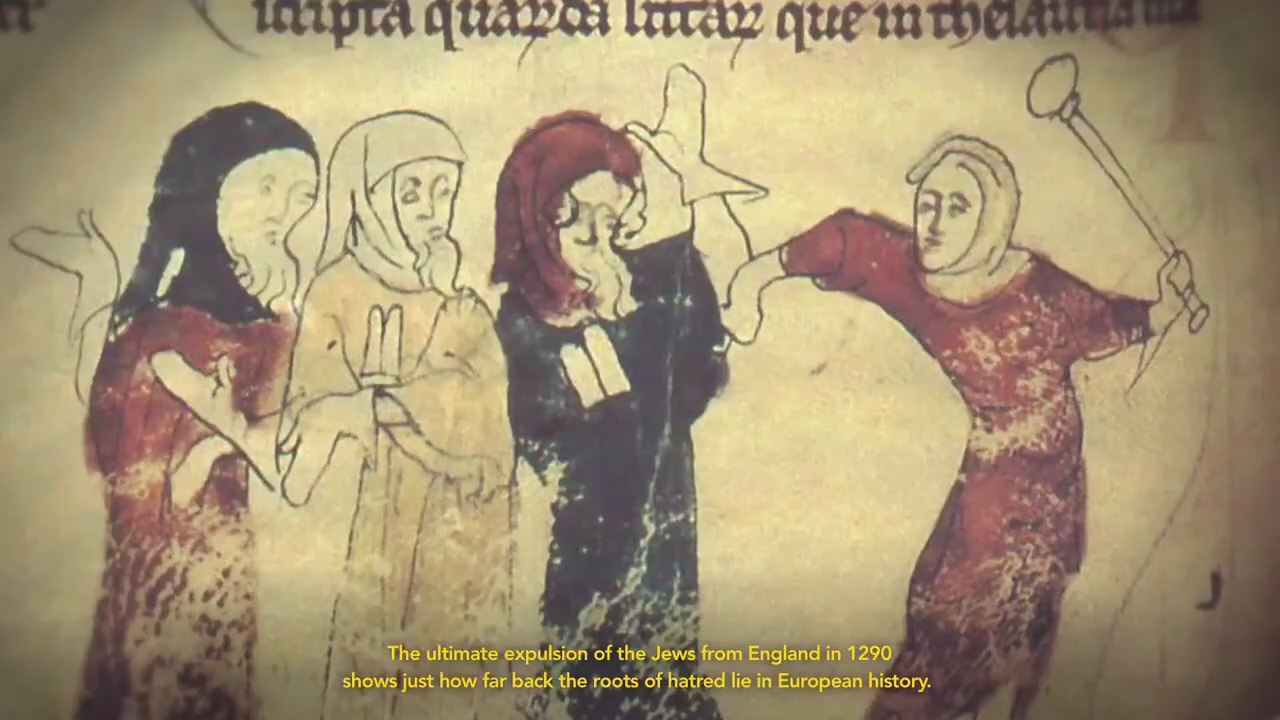 scripta que in
The ultimate expulsion of the Jews from England in 1290
shows just how far back the roots of hatred lie in European history.